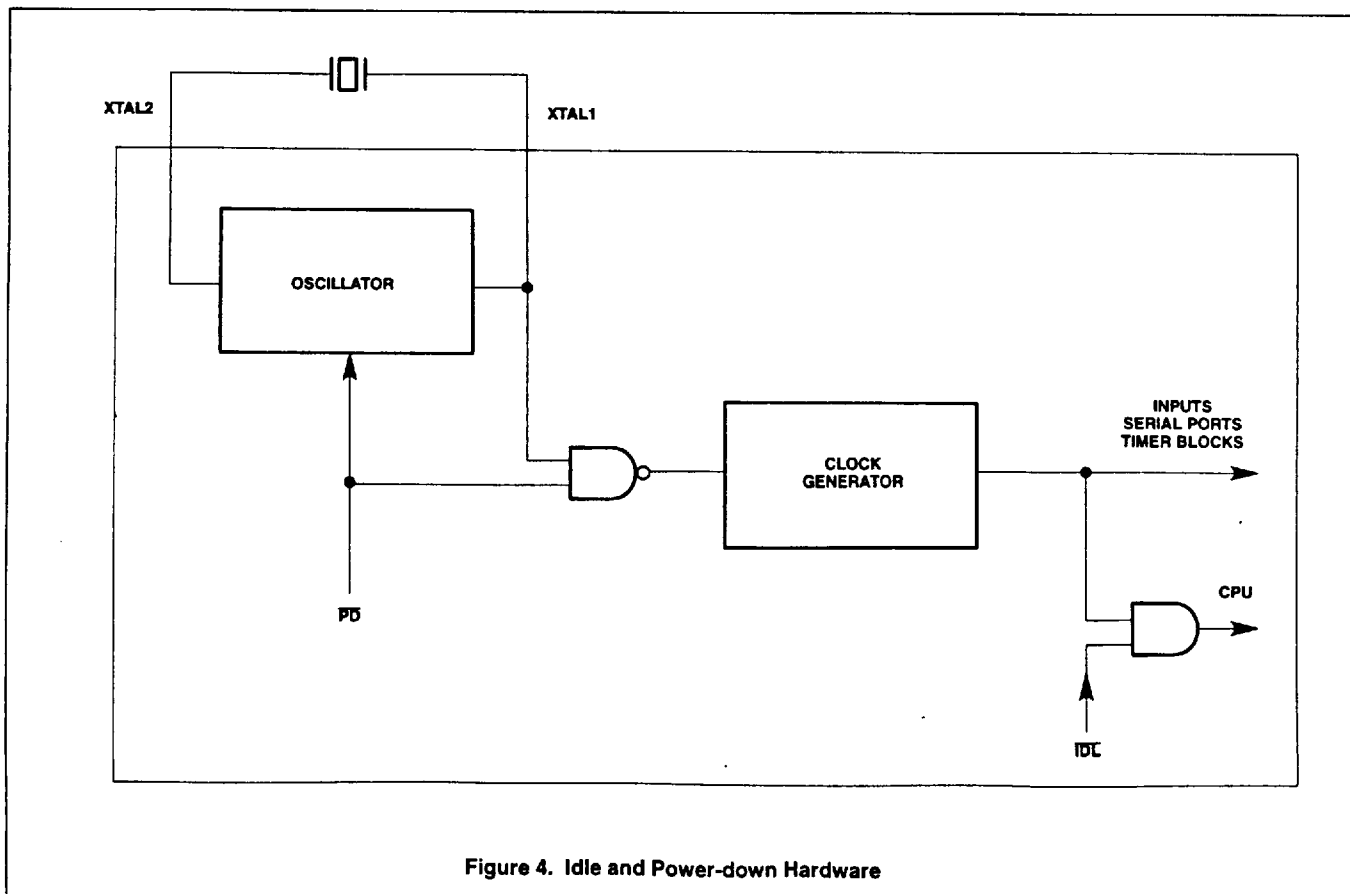 XTAL2
XTAL1
OSCILLATOR
INPUTS
SERIAL PORTS
TIMER BLOCKS
CLOCK
GENERATOR
PD
CPU
IDL
Figure 4. Idle and Power-down Hardware